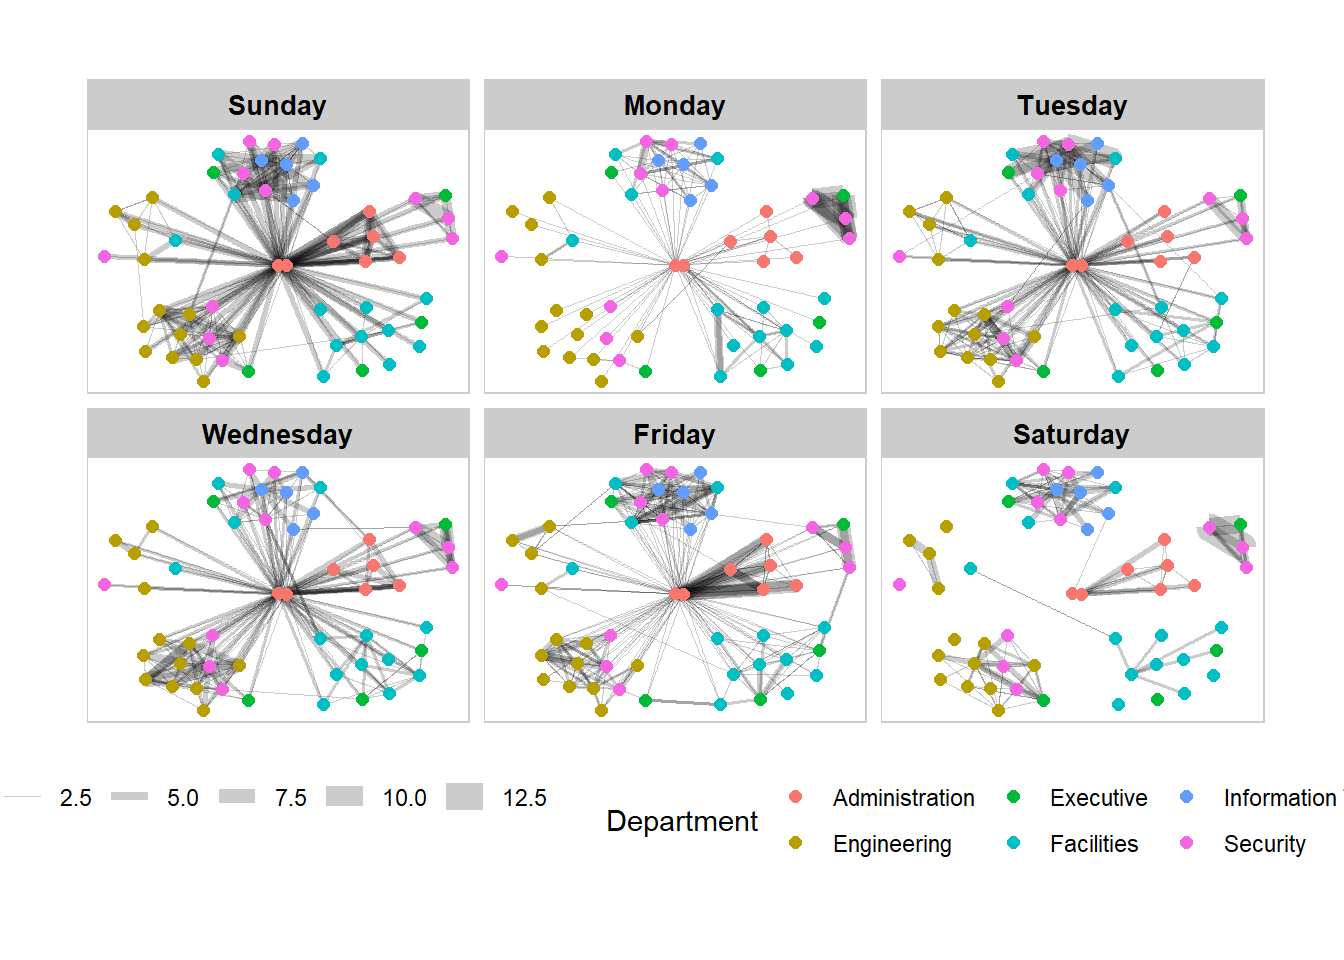 Sunday
Monday
Tuesday
Wednesday
Friday
Saturday
2.5 5.0 7.5 10.0 12.5
Department
Administration Executive Information
Engineering Facilities Security